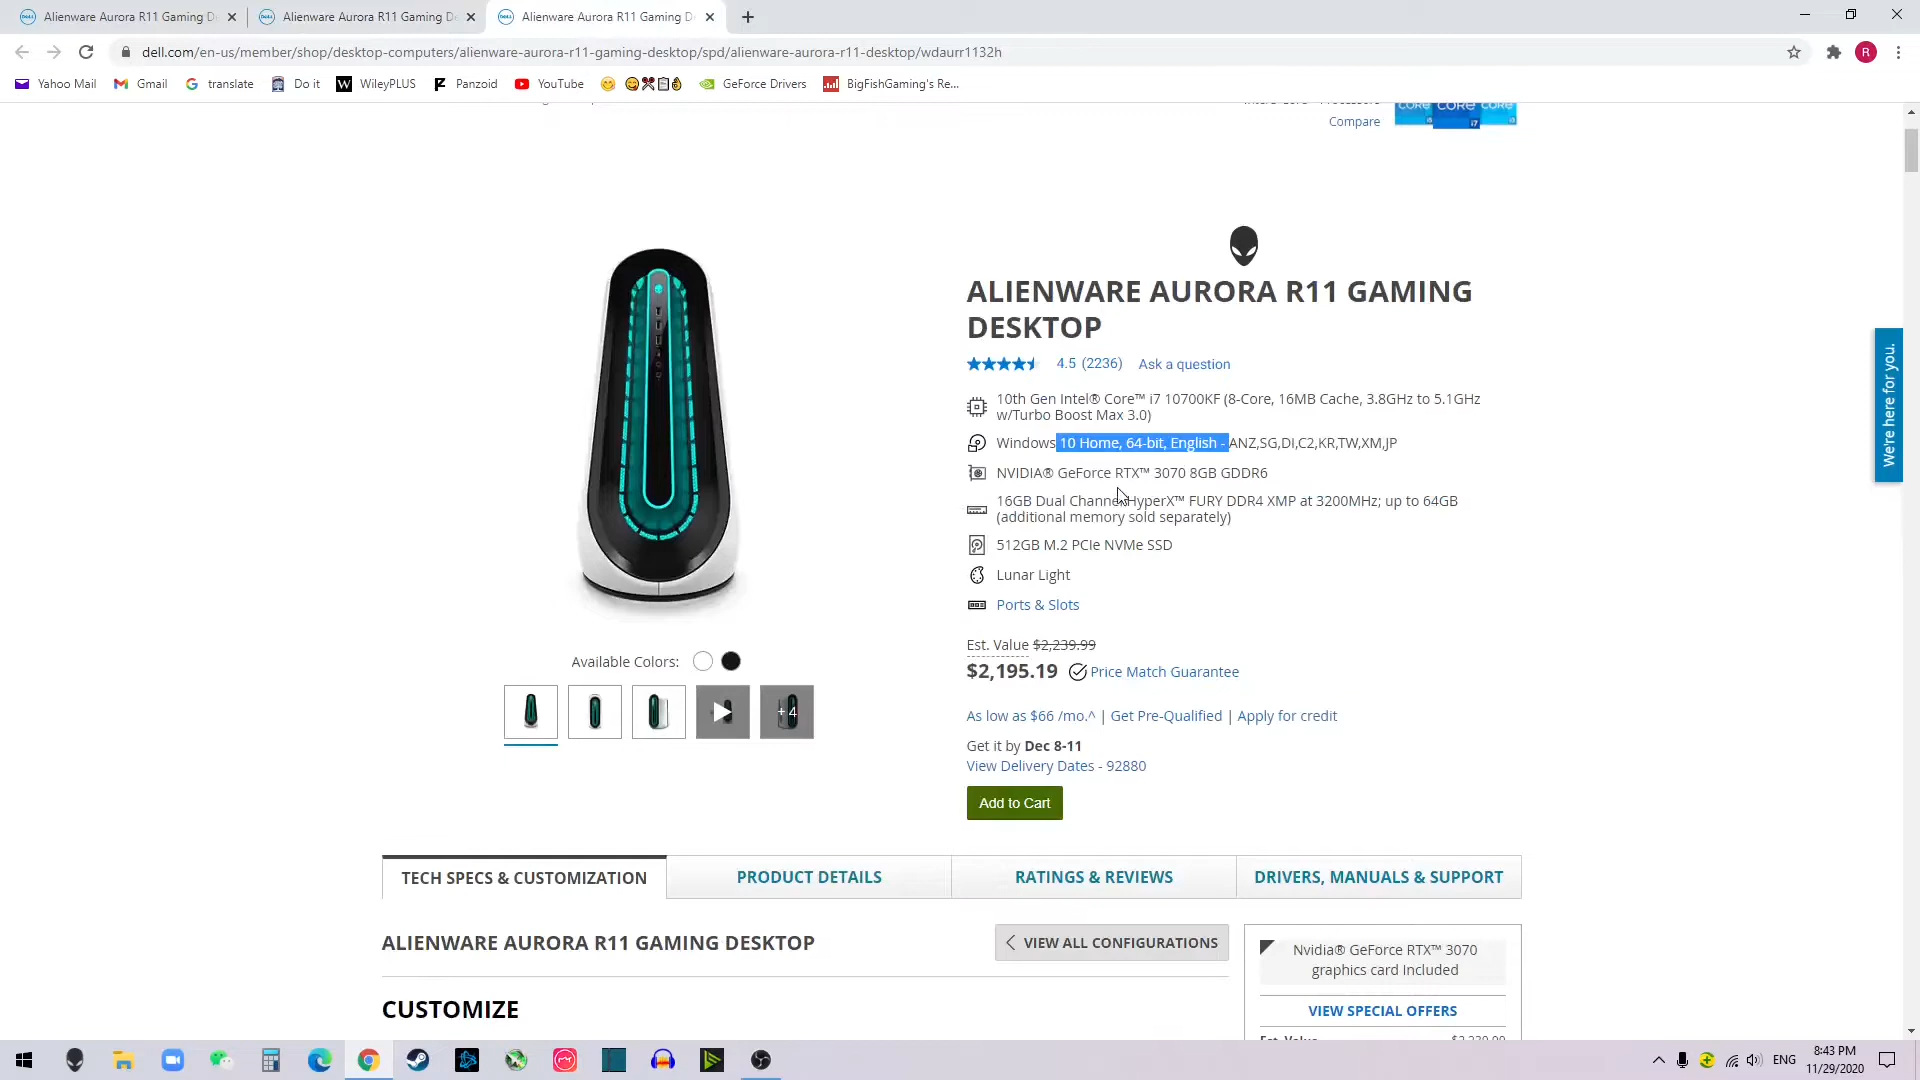 Alienware Aurora R11 Gaming D
Alienware Aurora R11 Gaming De
Alienware Aurora R11 Gaming D
dell.com/en-us/member/shop/desktop-computers/alienware-aurora-r11-gaming-desktop/spd/alienware-aurora-r11-desktop/wdaurr1132h
R
Yahoo Mail
Gmail
translate
Do it
WileyPLUS
Panzoid
YouTube
GeForce Drivers
BigFishGaming's Re...
Compare
CORE CORE CORE
i7
We're here for you.
ALIENWARE AURORA R11 GAMING
DESKTOP
4.5 (2236) Ask a question
10th Gen Intel® Core™ i7 10700KF (8-Core, 16MB Cache, 3.8GHz to 5.1GHz
w/Turbo Boost Max 3.0)
Windows 10 Home, 64-bit, English - ANZ,SG,DI,C2,KR,TW,XM,JP
NVIDIA® GeForce RTX™ 3070 8GB GDDR6
16GB Dual Channel HyperX™ FURY DDR4 XMP at 3200MHz; up to 64GB
(additional memory sold separately)
512GB M.2 PCIe NVMe SSD
Lunar Light
Ports & Slots
Est. Value $2,239.99
$2,195.19 Price Match Guarantee
As low as $66 /mo.^ | Get Pre-Qualified | Apply for credit
Get it by Dec 8-11
View Delivery Dates - 92880
Add to Cart
Available Colors:
+ 4
TECH SPECS & CUSTOMIZATION
PRODUCT DETAILS
RATINGS & REVIEWS
DRIVERS, MANUALS & SUPPORT
ALIENWARE AURORA R11 GAMING DESKTOP
VIEW ALL CONFIGURATIONS
CUSTOMIZE
Nvidia® GeForce RTX™ 3070
graphics card Included
VIEW SPECIAL OFFERS
Est. Value $2,239.99
ENG
8:43 PM
11/29/2020